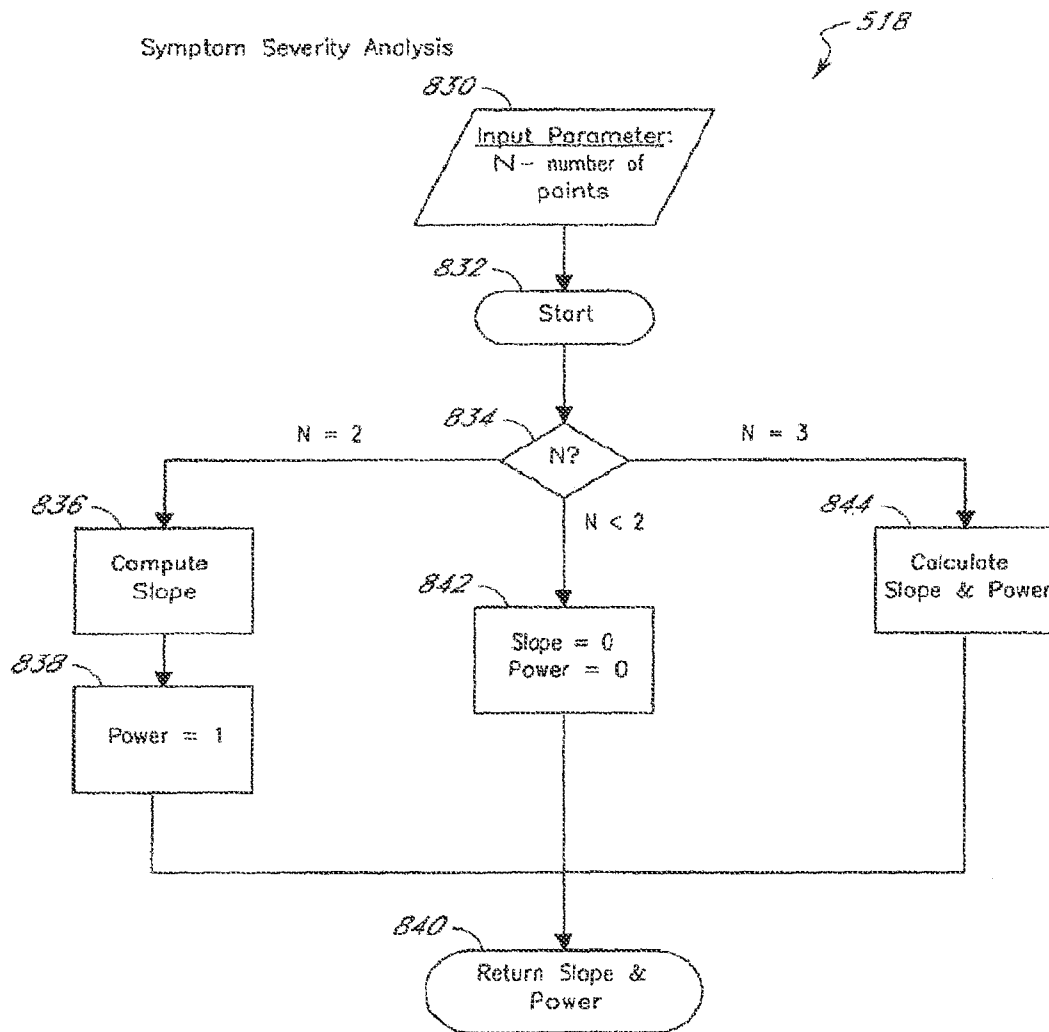 518
Symptom Severity Analysis
830
Input Parameter:
N- number of
points
832
Start
834
N = 2
N?
N = 3
N < 2
836
Compute
Slope
838
Power = 1
842
Slope = 0
Power = 0
844
Calculate
Slope & Power
840
Return Slope &
Power